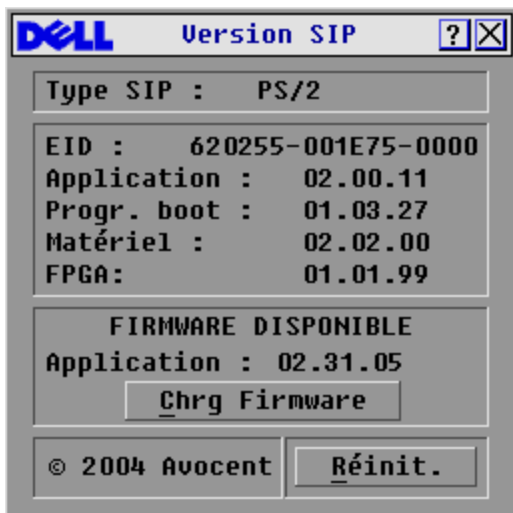 DELL Version SIP ? X
Type SIP : PS/2
EID : 620255-001E75-0000
Application : 02.00.11
Progr. boot : 01.03.27
Matériel : 02.02.00
FPGA: 01.01.99
FIRMWARE DISPONIBLE
Application : 02.31.05
Chrg Firmware
© 2004 Avocent Réinit.